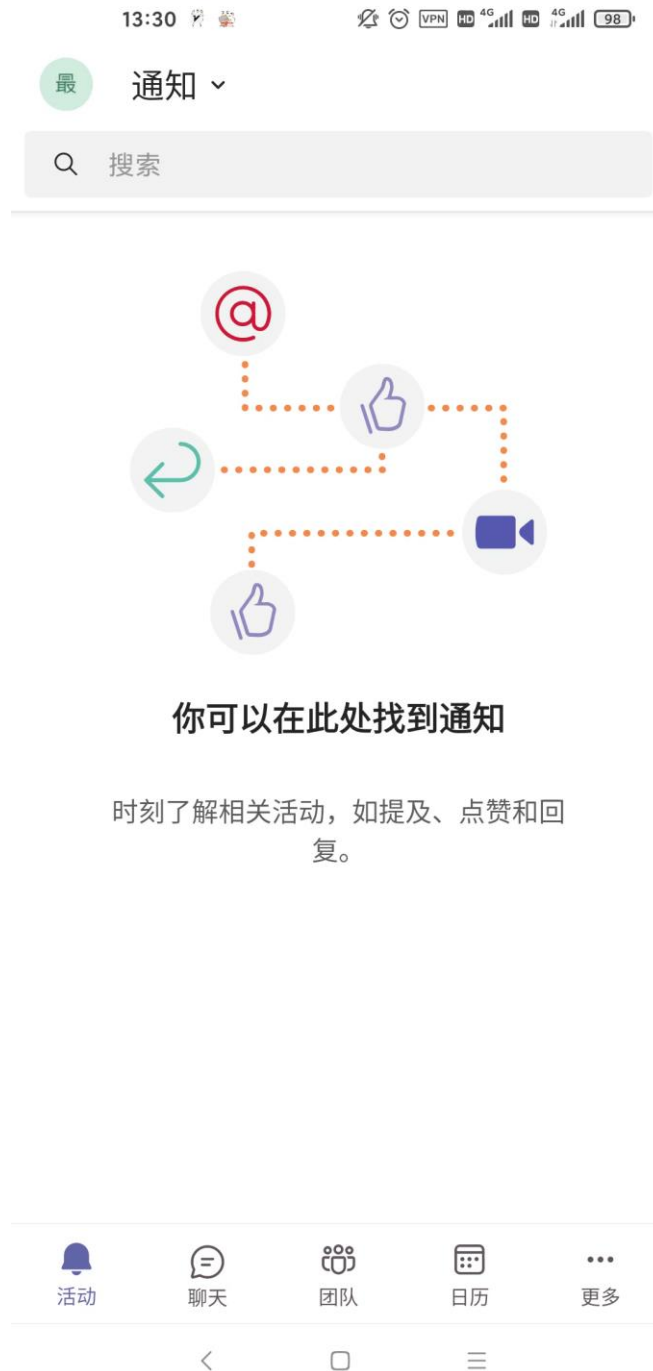 13:30 VPN HD 4G HD 4G 98
最 通知
搜索
@
你可以在此处找到通知
时刻了解相关活动，如提及、点赞和回
复。
活动 聊天 团队 日历 更多